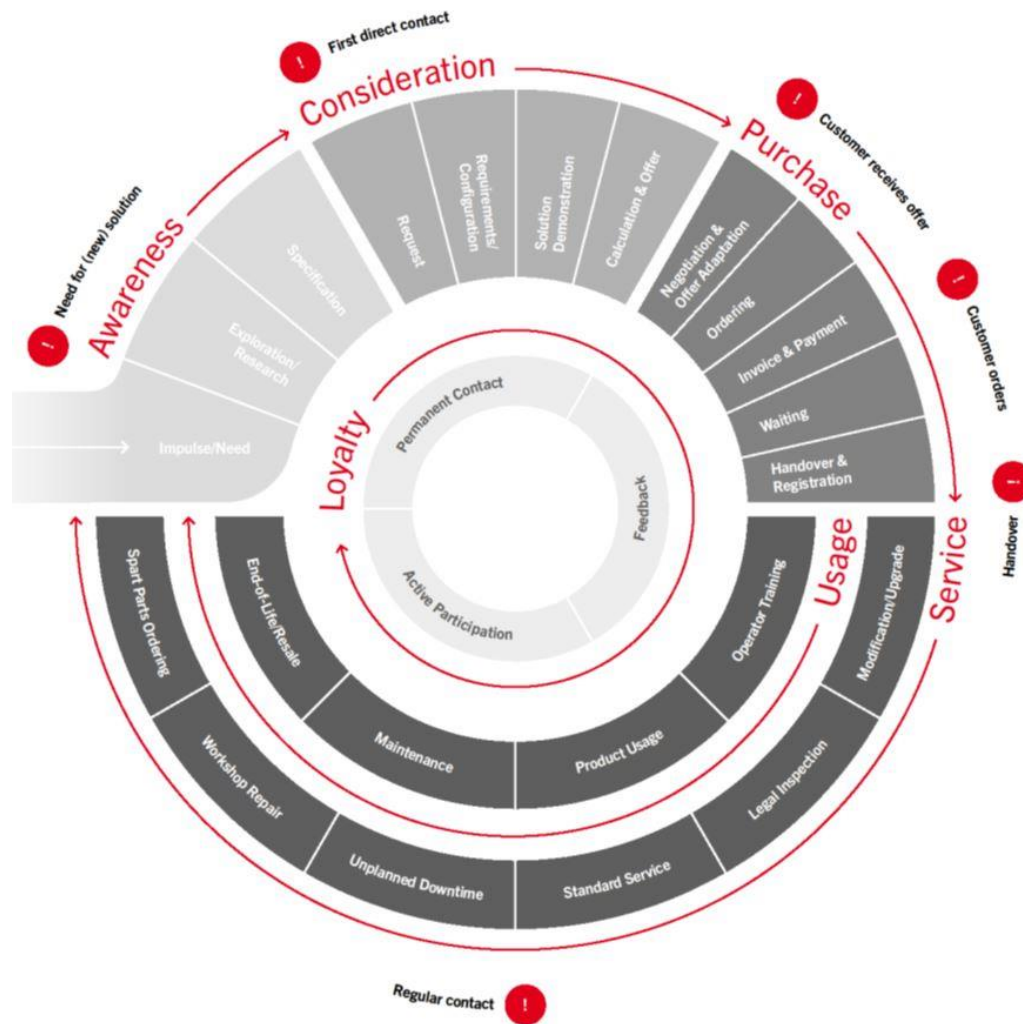 !
First direct contact
Consideration
!
Customer receives offer
Purchase
!
Need for (new) solution
Awareness
!
Customer orders
!
Handover
Impulse/Need
Exploration/
Research
Specification
Request
Requirements/
Configuration
Solution
Demonstration
Calculation & Offer
Negotiation &
Offer Adaptation
Ordering
Invoice & Payment
Waiting
Handover &
Registration
Loyalty
Permanent Contact
Feedback
Active Participation
Usage
Operator Training
Product Usage
Maintenance
End-of-Life/Resale
Service
Modification/Upgrade
Legal Inspection
Standard Service
Unplanned Downtime
Workshop Repair
Spart Parts Ordering
Regular contact
!